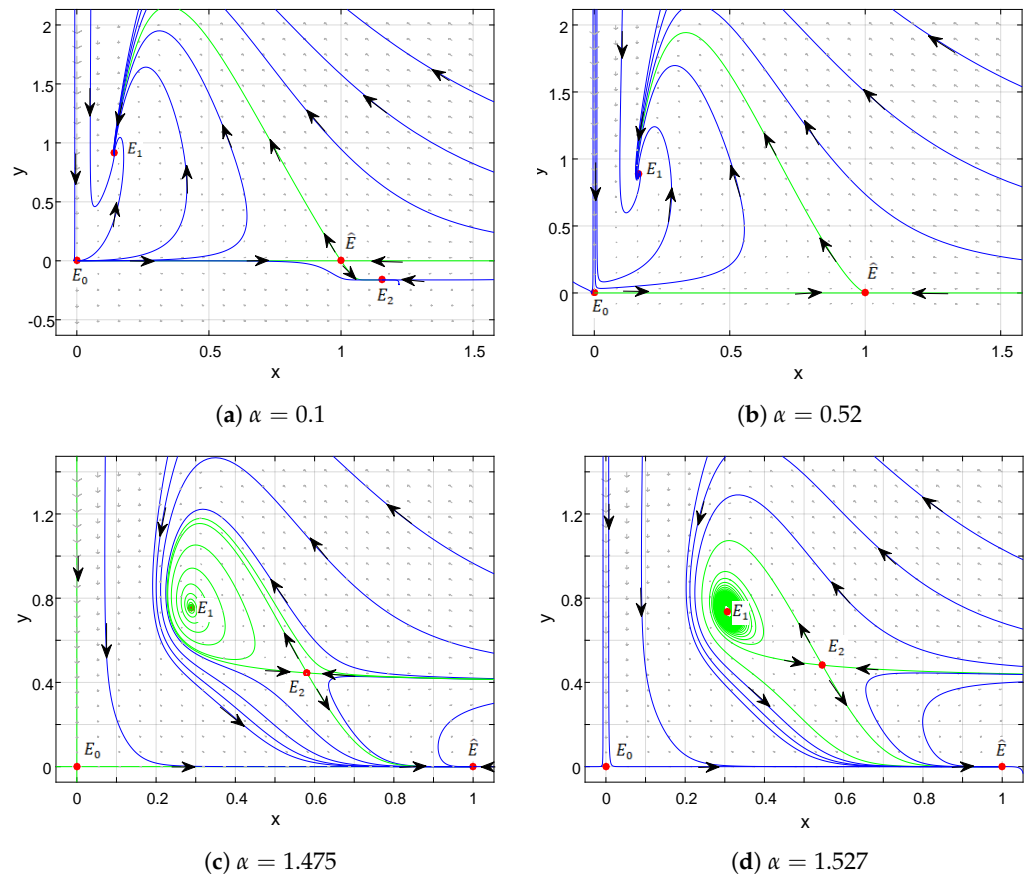 2
1.5
1
0.5
0
-0.5
y
E₁
Ê
E₀
E₂
0 0.5 1 1.5
x
(a) α = 0.1
2
1.5
1
0.5
0
y
E₁
Ê
E₀
0 0.5 1 1.5
x
(b) α = 0.52
1.2
0.8
0.4
0
y
E₁
E₂
E₀
Ê
0 0.2 0.4 0.6 0.8 1
x
(c) α = 1.475
1.2
0.8
0.4
0
y
E₁
E₂
E₀
Ê
0 0.2 0.4 0.6 0.8 1
x
(d) α = 1.527